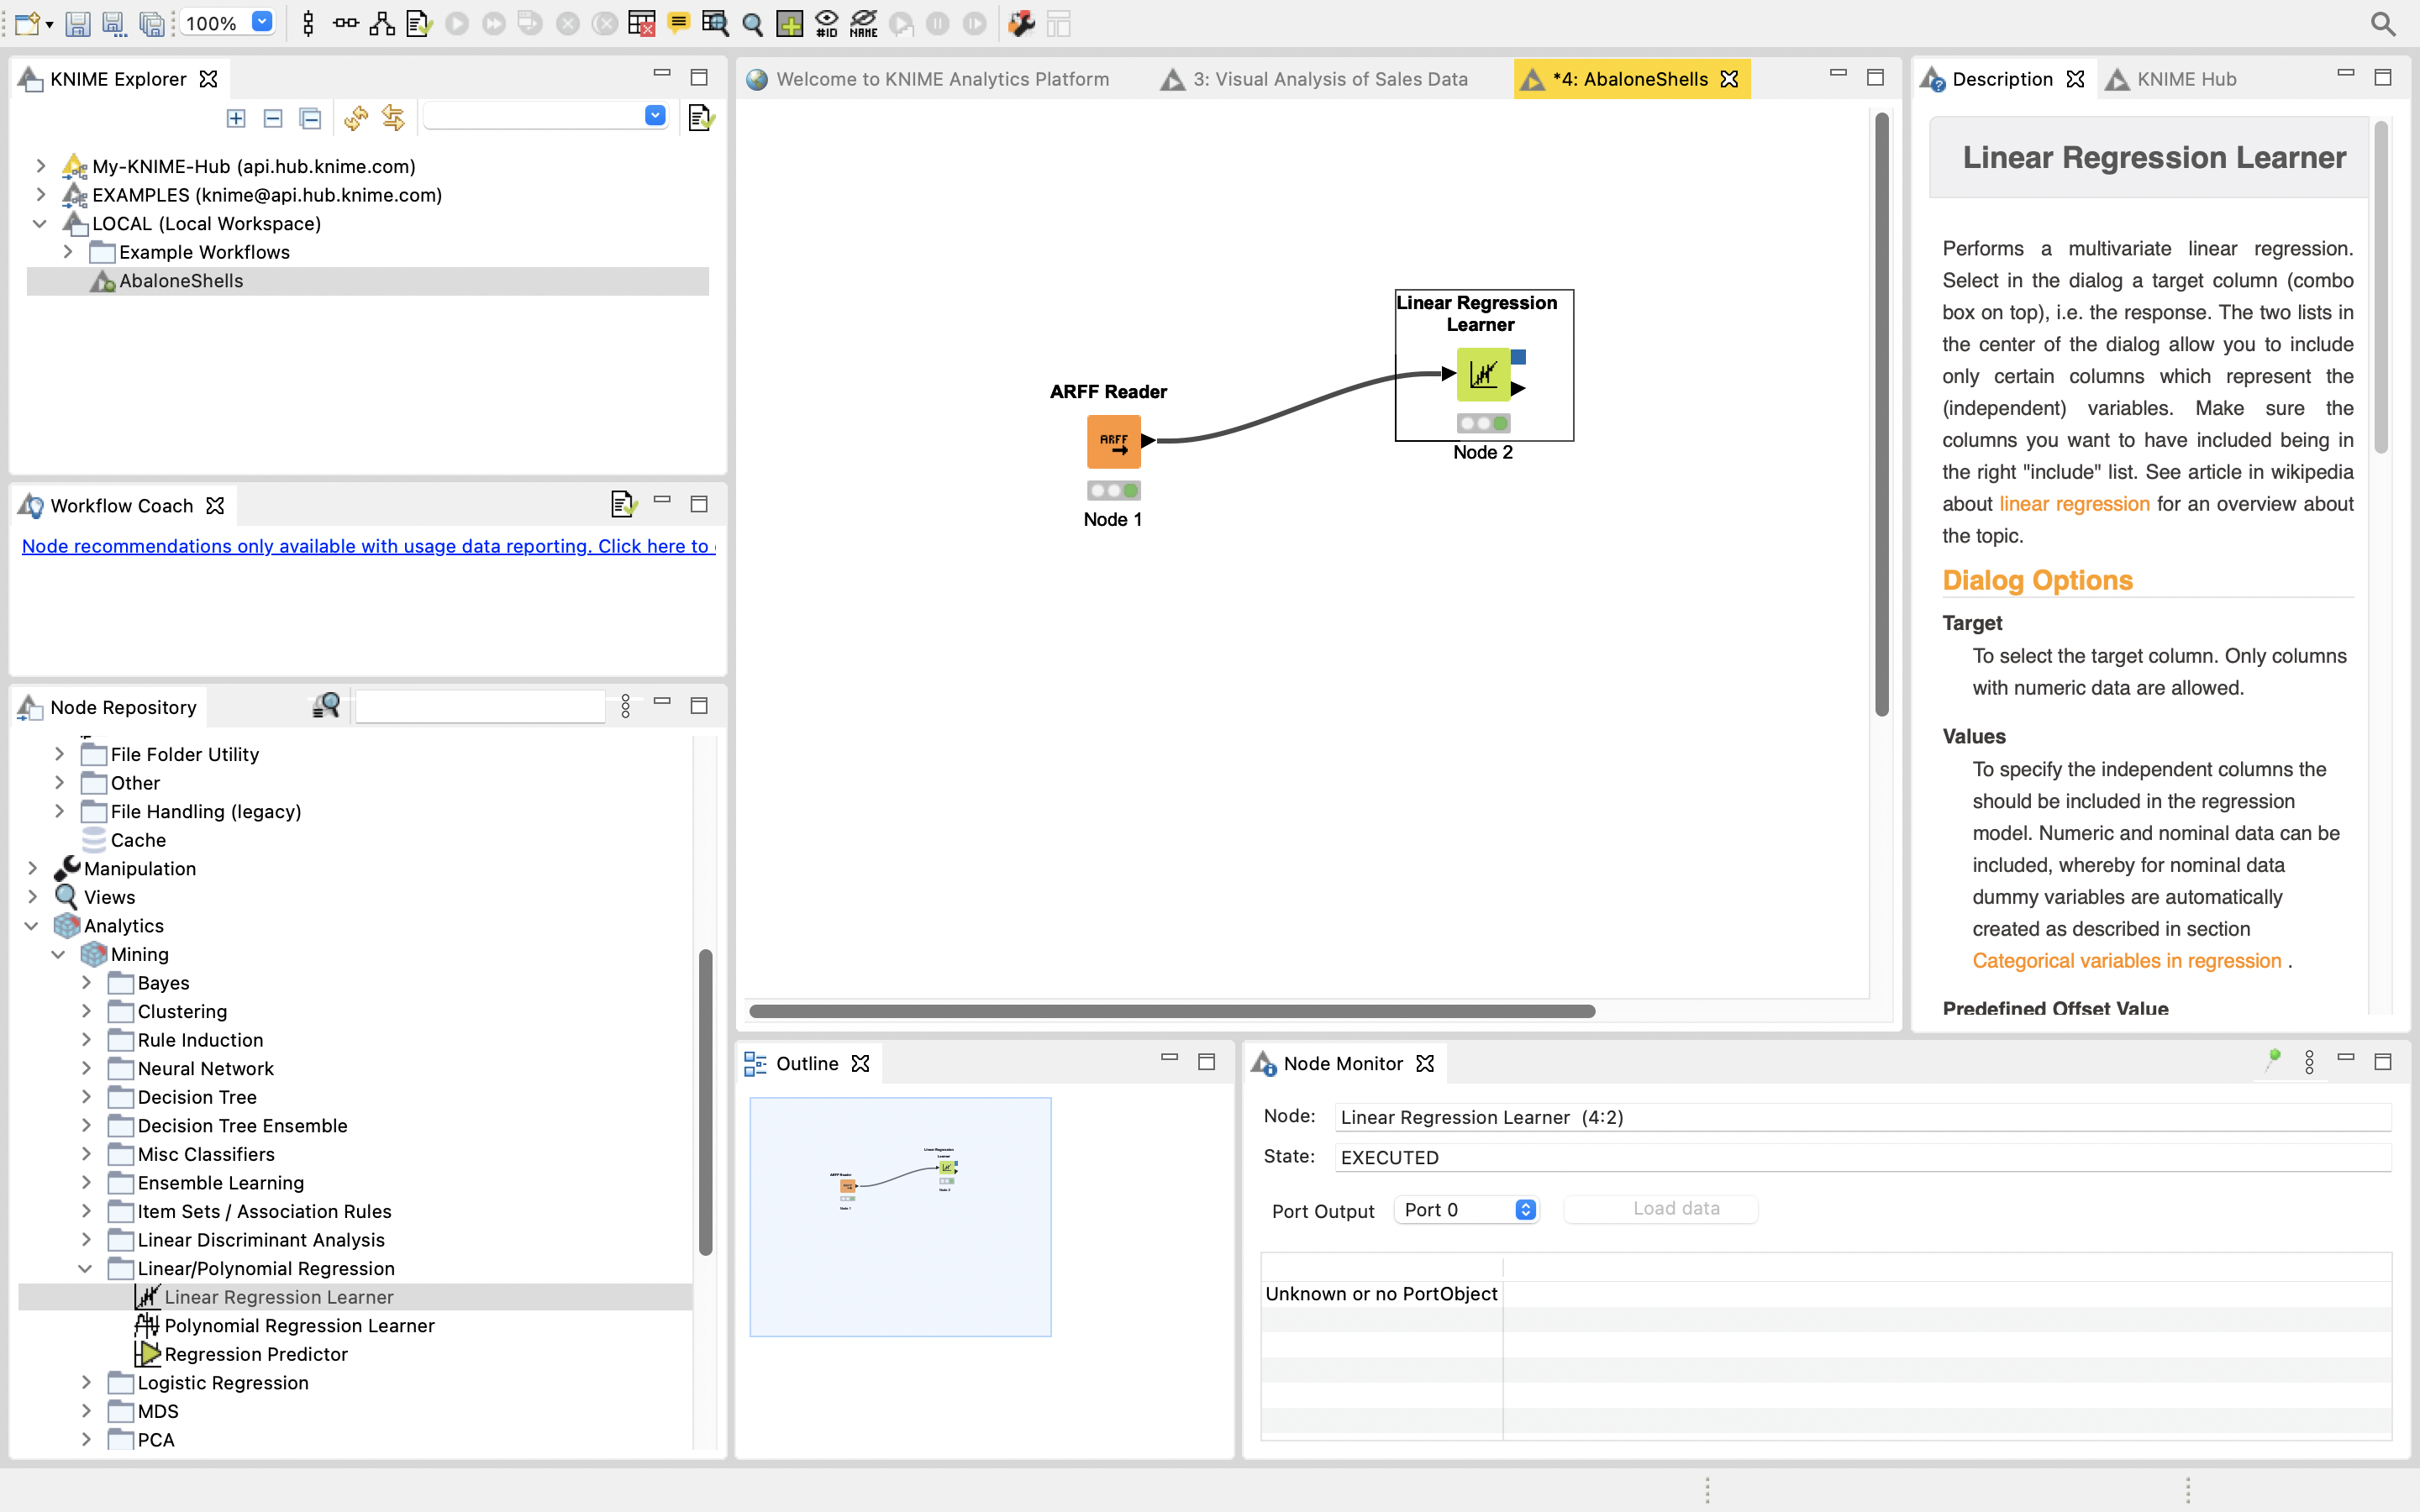 100%
#ID
NAME
KNIME Explorer
My-KNIME-Hub (api.hub.knime.com)
EXAMPLES (knime@api.hub.knime.com)
LOCAL (Local Workspace)
Example Workflows
AbaloneShells
Workflow Coach
Node recommendations only available with usage data reporting. Click here to
Node Repository
File Folder Utility
Other
File Handling (legacy)
Cache
Manipulation
Views
Analytics
Mining
Bayes
Clustering
Rule Induction
Neural Network
Decision Tree
Decision Tree Ensemble
Misc Classifiers
Ensemble Learning
Item Sets / Association Rules
Linear Discriminant Analysis
Linear/Polynomial Regression
Linear Regression Learner
Polynomial Regression Learner
Regression Predictor
Logistic Regression
MDS
PCA
Welcome to KNIME Analytics Platform
3: Visual Analysis of Sales Data
*4: AbaloneShells
Linear Regression
Learner
Node 2
ARFF Reader
ARFF
Node 1
Outline
Linear Regression
Learner
Node 2
ARFF Reader
Node 1
Description
KNIME Hub
Linear Regression Learner
Performs a multivariate linear regression.
Select in the dialog a target column (combo
box on top), i.e. the response. The two lists in
the center of the dialog allow you to include
only certain columns which represent the
(independent) variables. Make sure the
columns you want to have included being in
the right "include" list. See article in wikipedia
about linear regression for an overview about
the topic.
Dialog Options
Target
To select the target column. Only columns
with numeric data are allowed.
Values
To specify the independent columns the
should be included in the regression
model. Numeric and nominal data can be
included, whereby for nominal data
dummy variables are automatically
created as described in section
Categorical variables in regression .
Predefined Offset Value
Node Monitor
Node: Linear Regression Learner (4:2)
State: EXECUTED
Port Output Port 0 Load data
Unknown or no PortObject